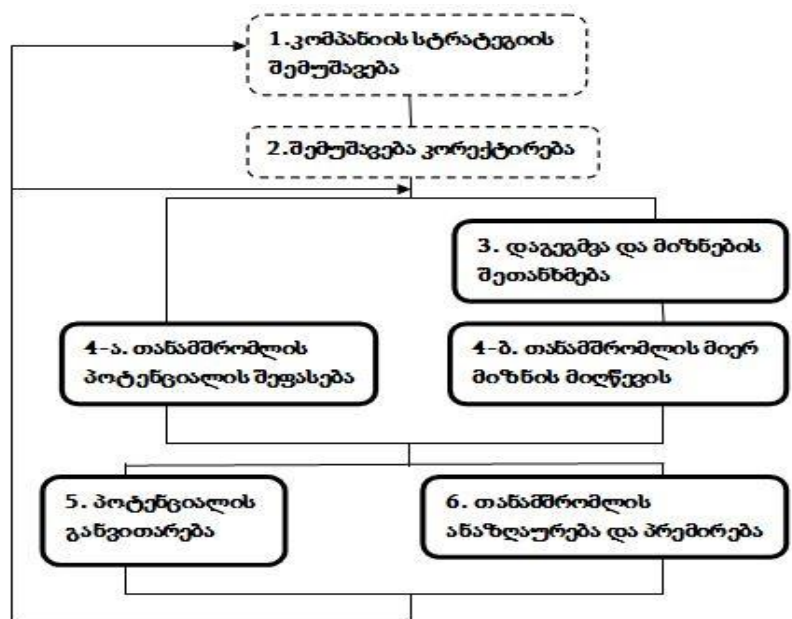 1.კომპანიის სტრატეგიის
შემუშავება
2.შემუშავება კორექტირება
3. დაგეგმვა და მიზნების
შეთანხმება
4-ა. თანამშრომლის
პოტენციალის შეფასება
4-ბ. თანამშრომლის მიერ
მიზნის მიღწევის
5. პოტენციალის
განვითარება
6. თანამშრომლის
ანაზღაურება და პრემირება